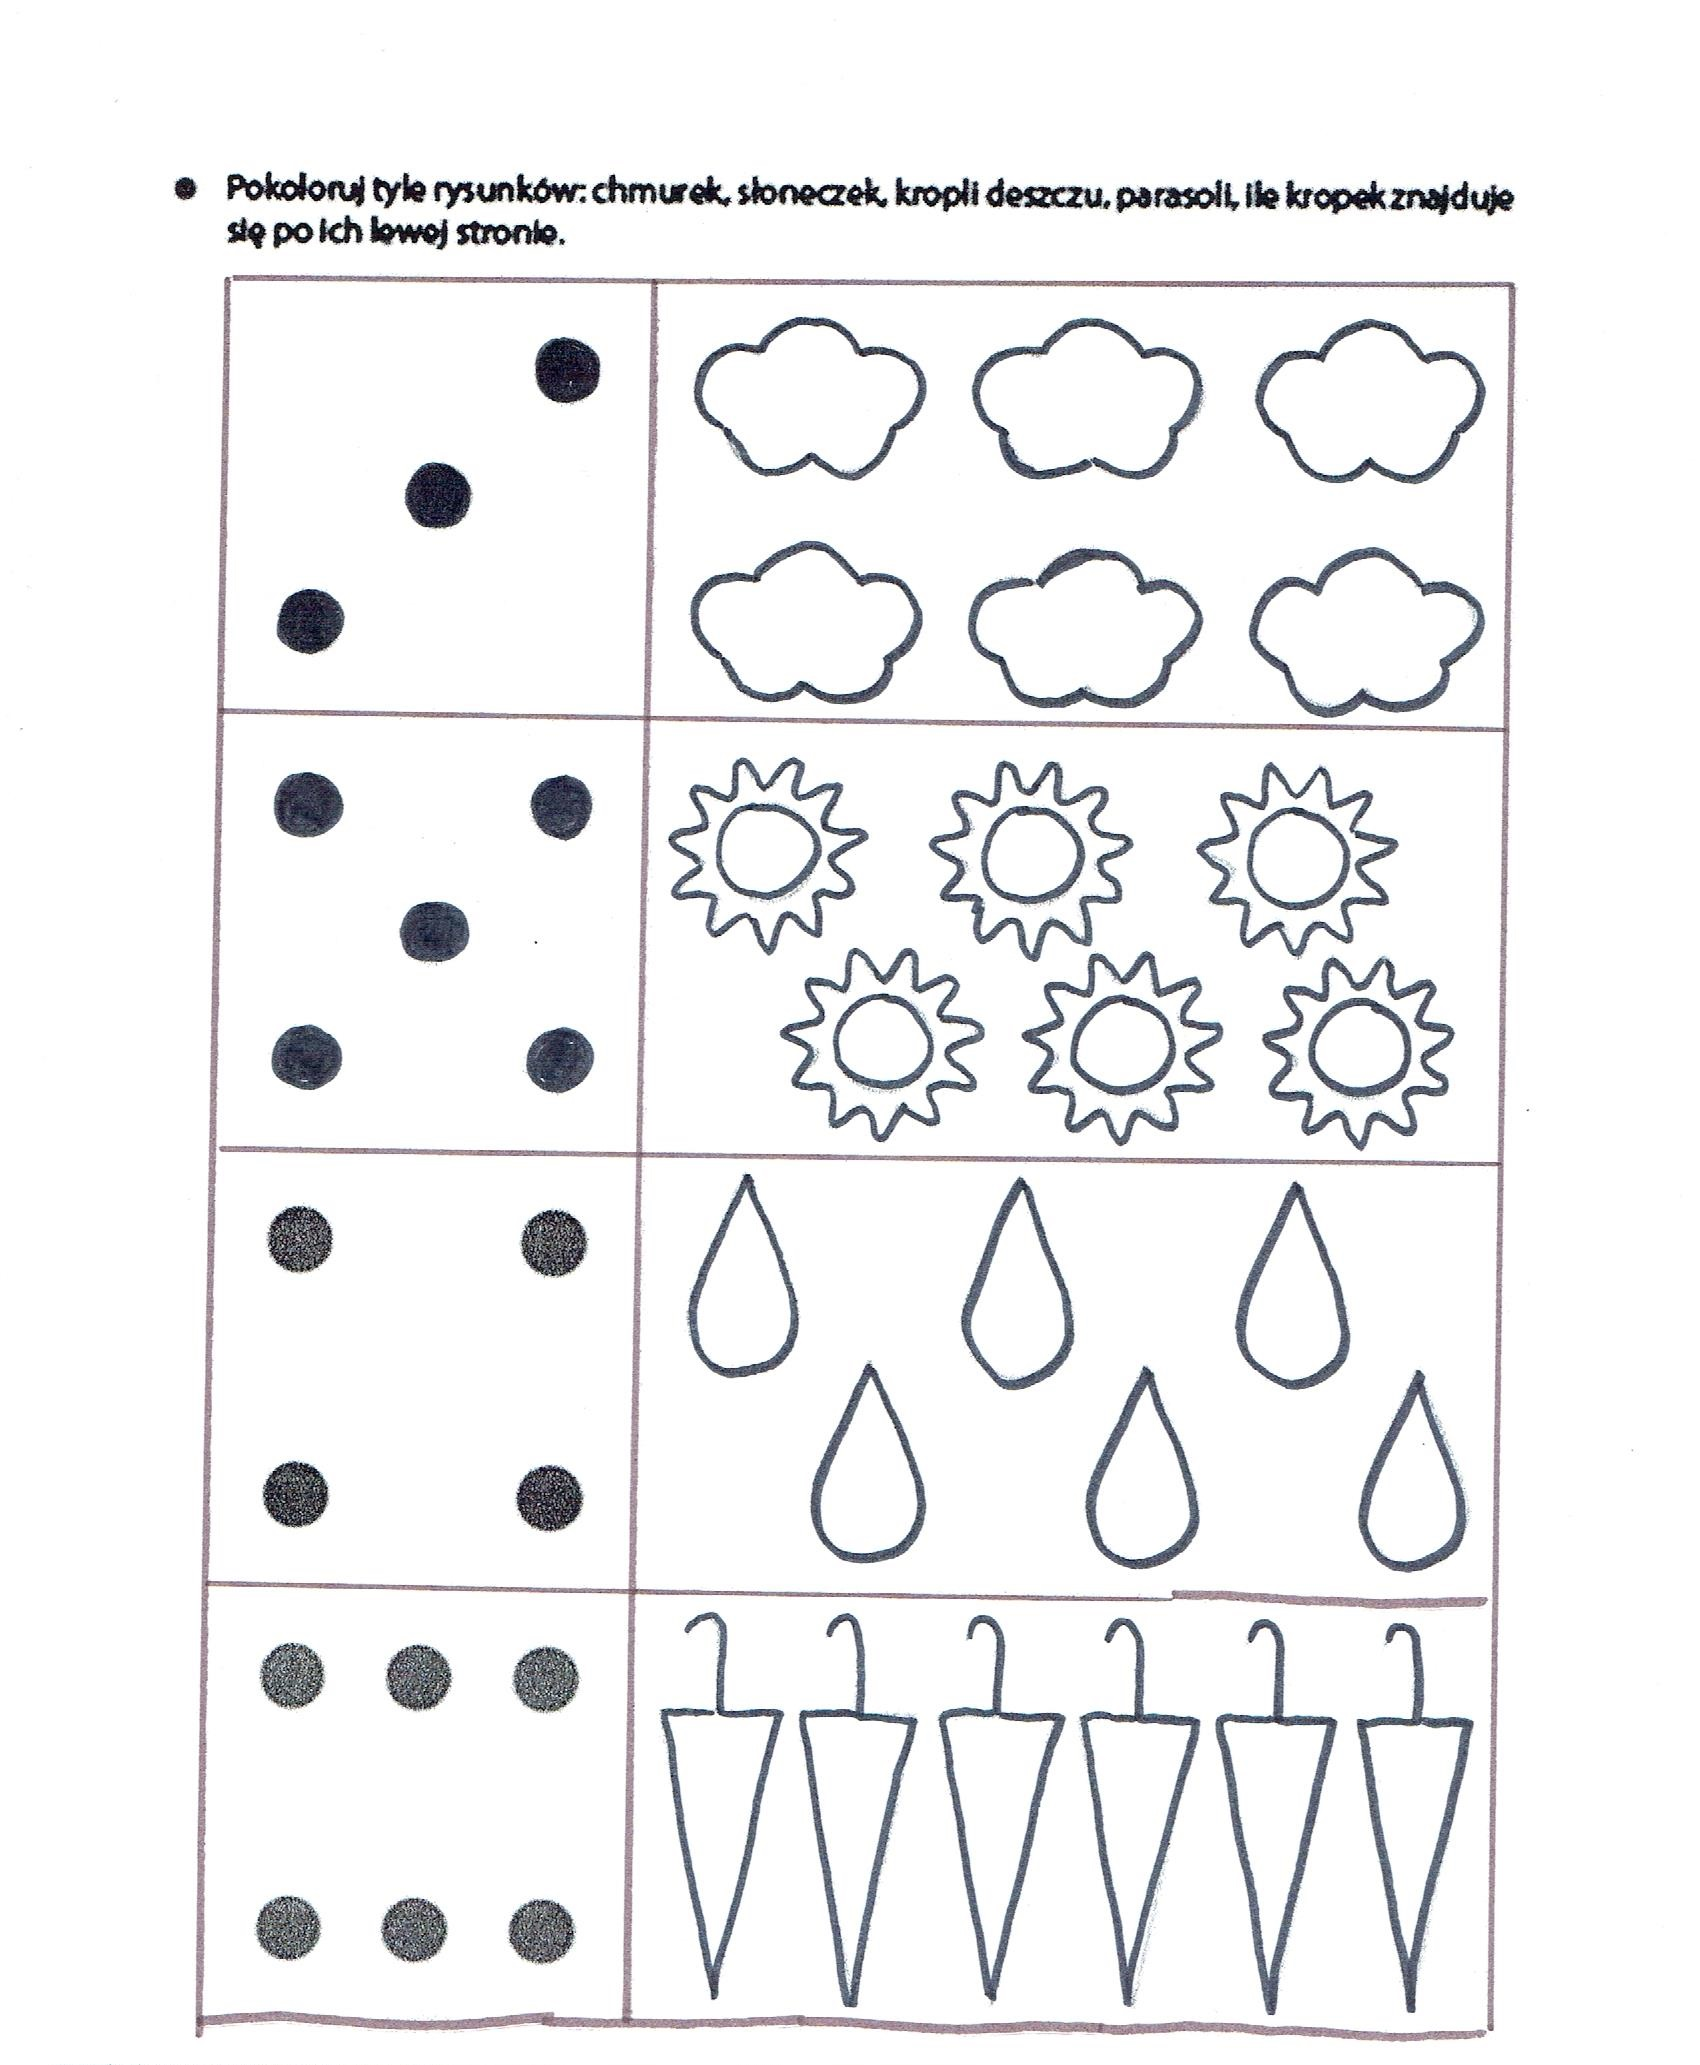 ● Pokoloruj tyle rysunków: chmurek, słoneczek, kropli deszczu, parasoli, ile kropek znajduje
się po ich lewej stronie.